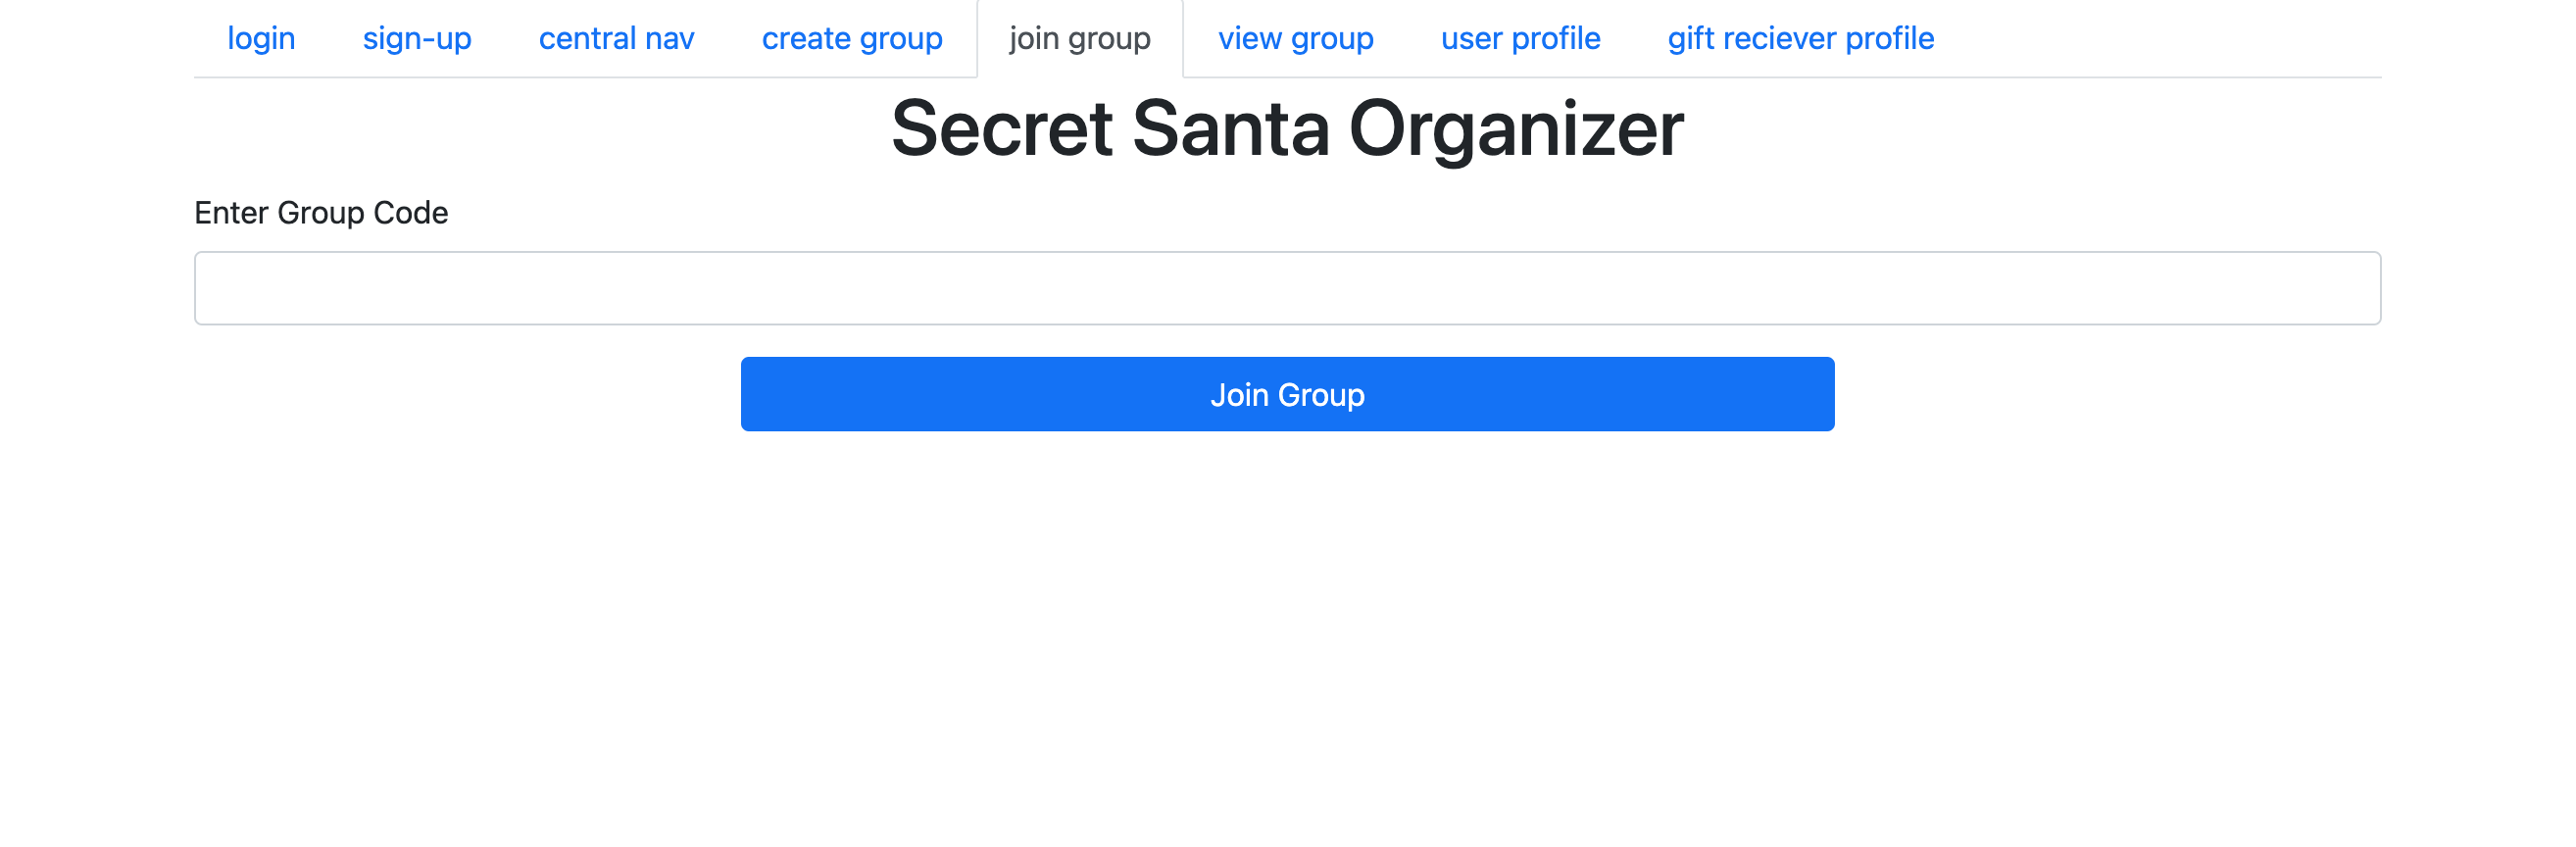 login sign-up central nav create group join group view group user profile gift reciever profile
Secret Santa Organizer
Enter Group Code
Join Group